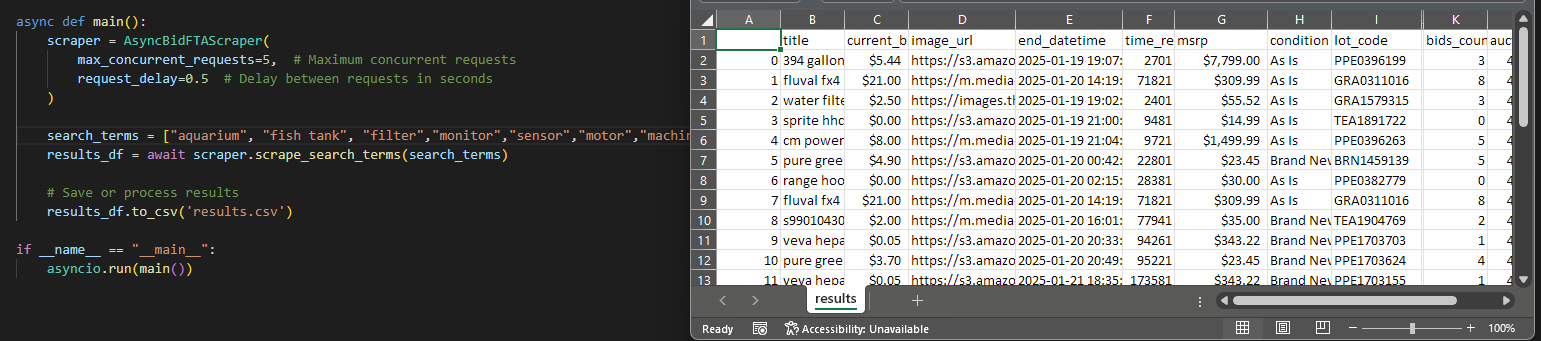 async def main():
scraper = AsyncBidFTAScraper(
max_concurrent_requests=5,  # Maximum concurrent requests
request_delay=0.5  # Delay between requests in seconds
)
search_terms = ["aquarium", "fish tank", "filter","monitor","sensor","motor","machin
results_df = await scraper.scrape_search_terms(search_terms)
# Save or process results
results_df.to_csv('results.csv')
if __name__ == "__main__":
asyncio.run(main())
A B C D E F G H I K
1 title current_b image_url end_datetime time_re msrp condition lot_code bids_coun auc
2 0 394 gallon $5.44 https://s3.amazo 2025-01-19 19:07: 2701 $7,799.00 As Is PPE0396199 3 4
3 1 fluval fx4 $21.00 https://m.media 2025-01-20 14:19: 71821 $309.99 As Is GRA0311016 8 4
4 2 water filte $2.50 https://images.th 2025-01-19 19:02: 2401 $55.52 As Is GRA1579315 3 4
5 3 sprite hhc $0.00 https://s3.amazo 2025-01-19 21:00: 9481 $14.99 As Is TEA1891722 0 4
6 4 cm power $8.00 https://m.media 2025-01-19 21:04: 9721 $1,499.99 As Is PPE0396263 5 4
7 5 pure gree $4.90 https://s3.amazo 2025-01-20 00:42: 22801 $23.45 Brand New BRN1459139 5 4
8 6 range hoo $0.00 https://s3.amazo 2025-01-20 02:15: 28381 $30.00 As Is PPE0382779 0 4
9 7 fluval fx4 $21.00 https://m.media 2025-01-20 14:19: 71821 $309.99 As Is GRA0311016 8 4
10 8 s99010430 $2.00 https://m.media 2025-01-20 16:01: 77941 $35.00 Brand New TEA1904769 2 4
11 9 veva hepa $0.05 https://s3.amazo 2025-01-20 20:33: 94261 $343.22 Brand New PPE1703703 1 4
12 10 pure gree $3.70 https://s3.amazo 2025-01-20 20:49: 95221 $23.45 Brand New PPE1703624 4 4
13 11 veva hepa $0.05 https://s3.amazo 2025-01-21 18:35: 173581 $343.22 Brand New PPE1703155 1 4
results
Ready Accessibility: Unavailable 100%